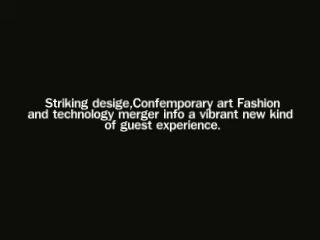 Striking desige,Confemporary art Fashion
and technology merger info a vibrant new kind
of guest experience.